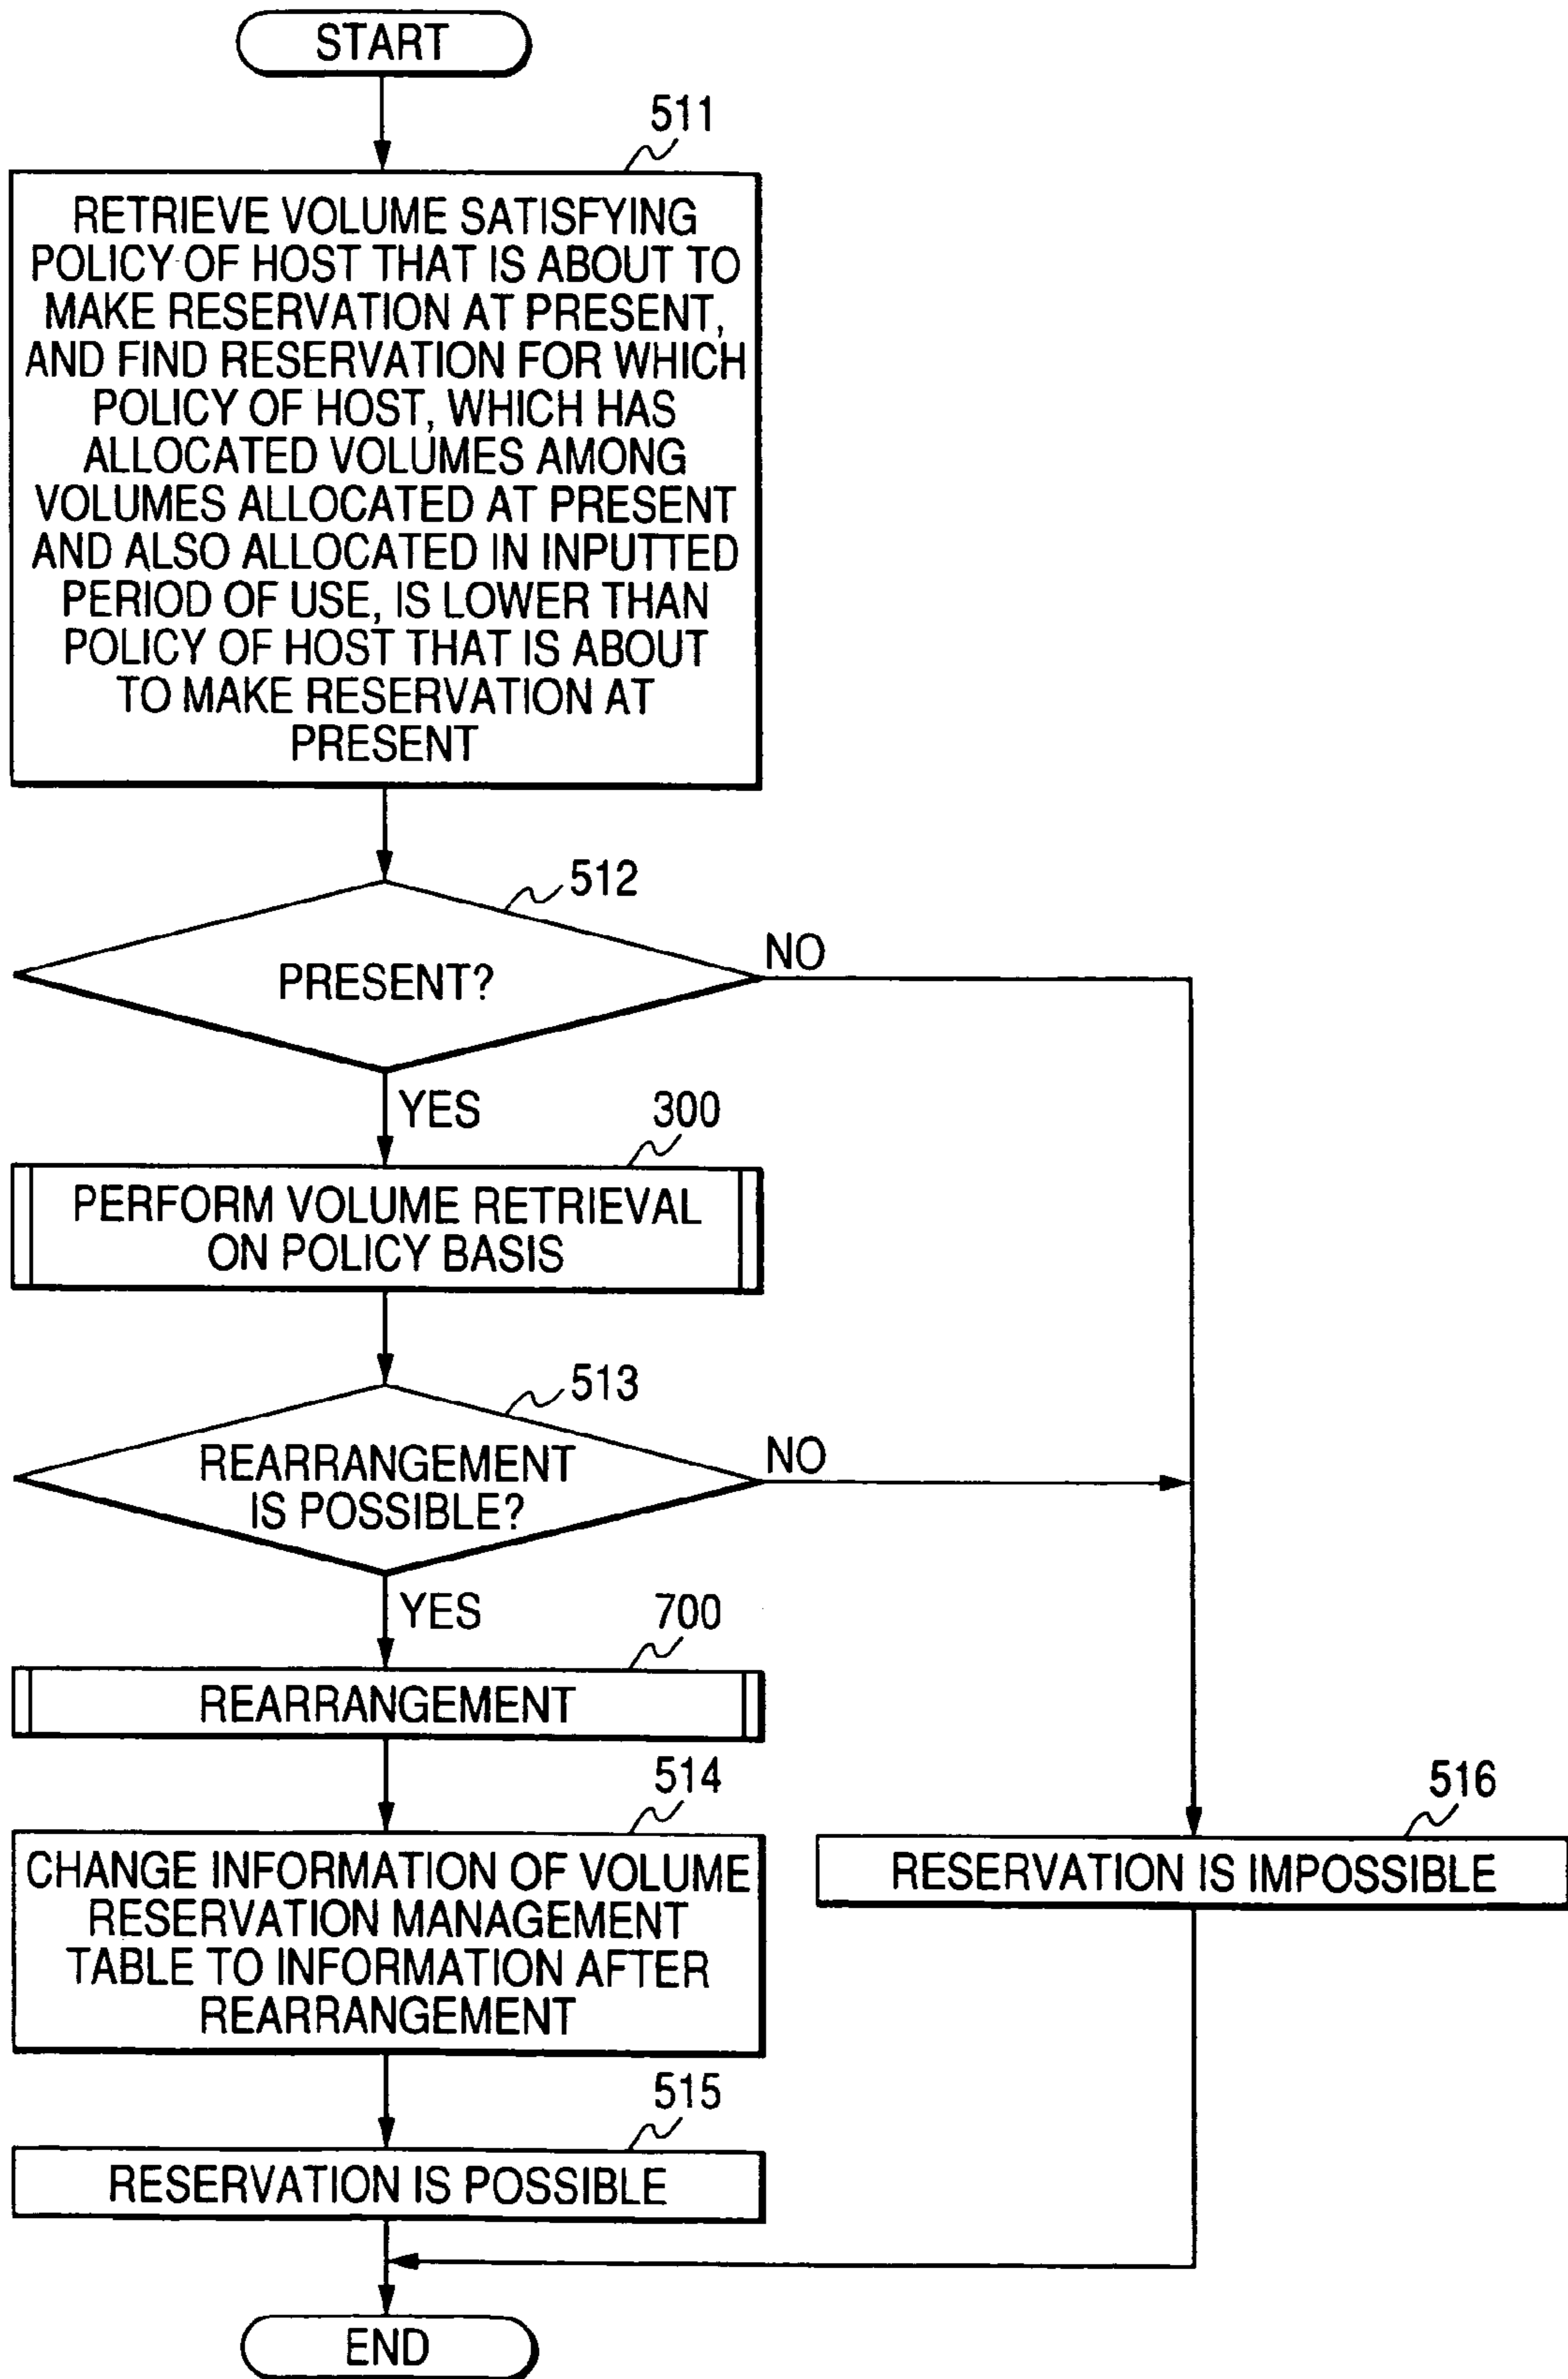 START
511
RETRIEVE VOLUME SATISFYING
POLICY OF HOST THAT IS ABOUT TO
MAKE RESERVATION AT PRESENT,
AND FIND RESERVATION FOR WHICH
POLICY OF HOST, WHICH HAS
ALLOCATED VOLUMES AMONG
VOLUMES ALLOCATED AT PRESENT
AND ALSO ALLOCATED IN INPUTTED
PERIOD OF USE, IS LOWER THAN
POLICY OF HOST THAT IS ABOUT
TO MAKE RESERVATION AT
PRESENT
512
PRESENT?
NO
YES
300
PERFORM VOLUME RETRIEVAL
ON POLICY BASIS
513
REARRANGEMENT
IS POSSIBLE?
NO
YES
700
REARRANGEMENT
514
CHANGE INFORMATION OF VOLUME
RESERVATION MANAGEMENT
TABLE TO INFORMATION AFTER
REARRANGEMENT
516
RESERVATION IS IMPOSSIBLE
515
RESERVATION IS POSSIBLE
END